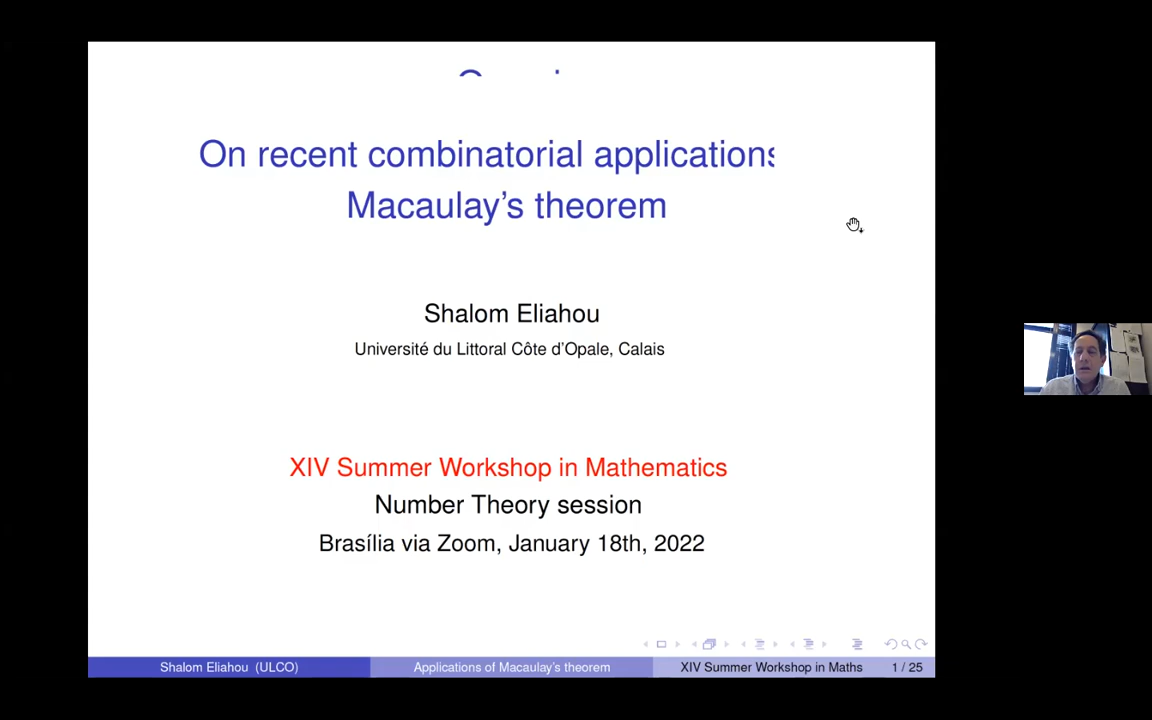 On recent combinatorial applications
Macaulay's theorem
Shalom Eliahou
Université du Littoral Côte d'Opale, Calais
XIV Summer Workshop in Mathematics
Number Theory session
Brasília via Zoom, January 18th, 2022
Shalom Eliahou (ULCO) Applications of Macaulay's theorem XIV Summer Workshop in Maths 1 / 25